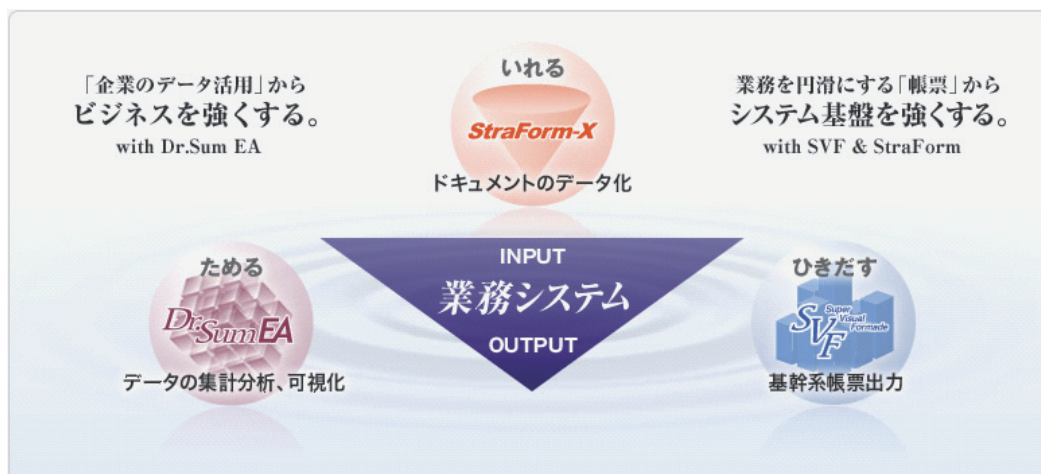 「企業のデータ活用」から
ビジネスを強くする。
with Dr.Sum EA
いれる
StraForm-X
ドキュメントのデータ化
業務を円滑にする「帳票」から
システム基盤を強くする。
with SVF & StraForm
ためる
Dr.Sum EA
データの集計分析、可視化
INPUT
業務システム
OUTPUT
ひきだす
SVF
Super
Visual
Formade
基幹系帳票出力